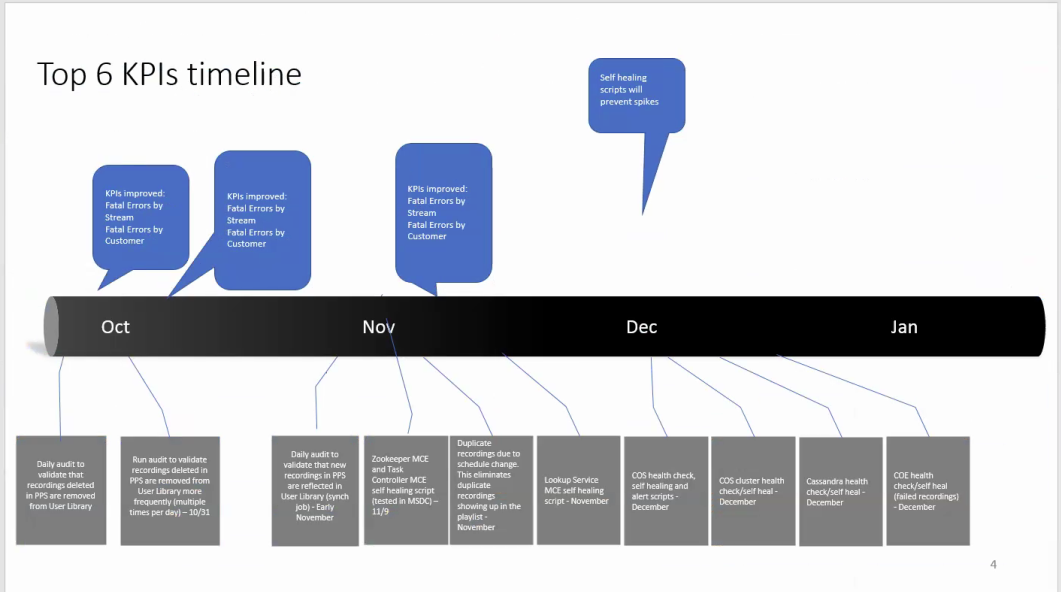 Top 6 KPIs timeline
Self healing
scripts will
prevent spikes
KPIs improved:
Fatal Errors by
Stream
Fatal Errors by
Customer
KPIs improved:
Fatal Errors by
Stream
Fatal Errors by
Customer
KPIs improved:
Fatal Errors by
Stream
Fatal Errors by
Customer
Oct
Nov
Dec
Jan
Daily audit to
validate that
recordings deleted
in PPS are removed
from User Library
Run audit to validate
recordings deleted in
PPS are removed from
User Library more
frequently (multiple
times per day) – 10/31
Daily audit to
validate that new
recordings in PPS
are reflected in
User Library (synch
job) - Early
November
Zookeeper MCE
and Task
Controller MCE
self healing script
(tested in MSDC) –
11/9
Duplicate
recordings due to
schedule change.
This eliminates
duplicate
recordings
showing up in the
playlist -
November
Lookup Service
MCE self healing
script - November
COS health check,
self healing and
alert scripts -
December
COS cluster health
check/self heal -
December
Cassandra health
check/self heal -
December
COE health
check/self heal
(failed recordings)
- December
4